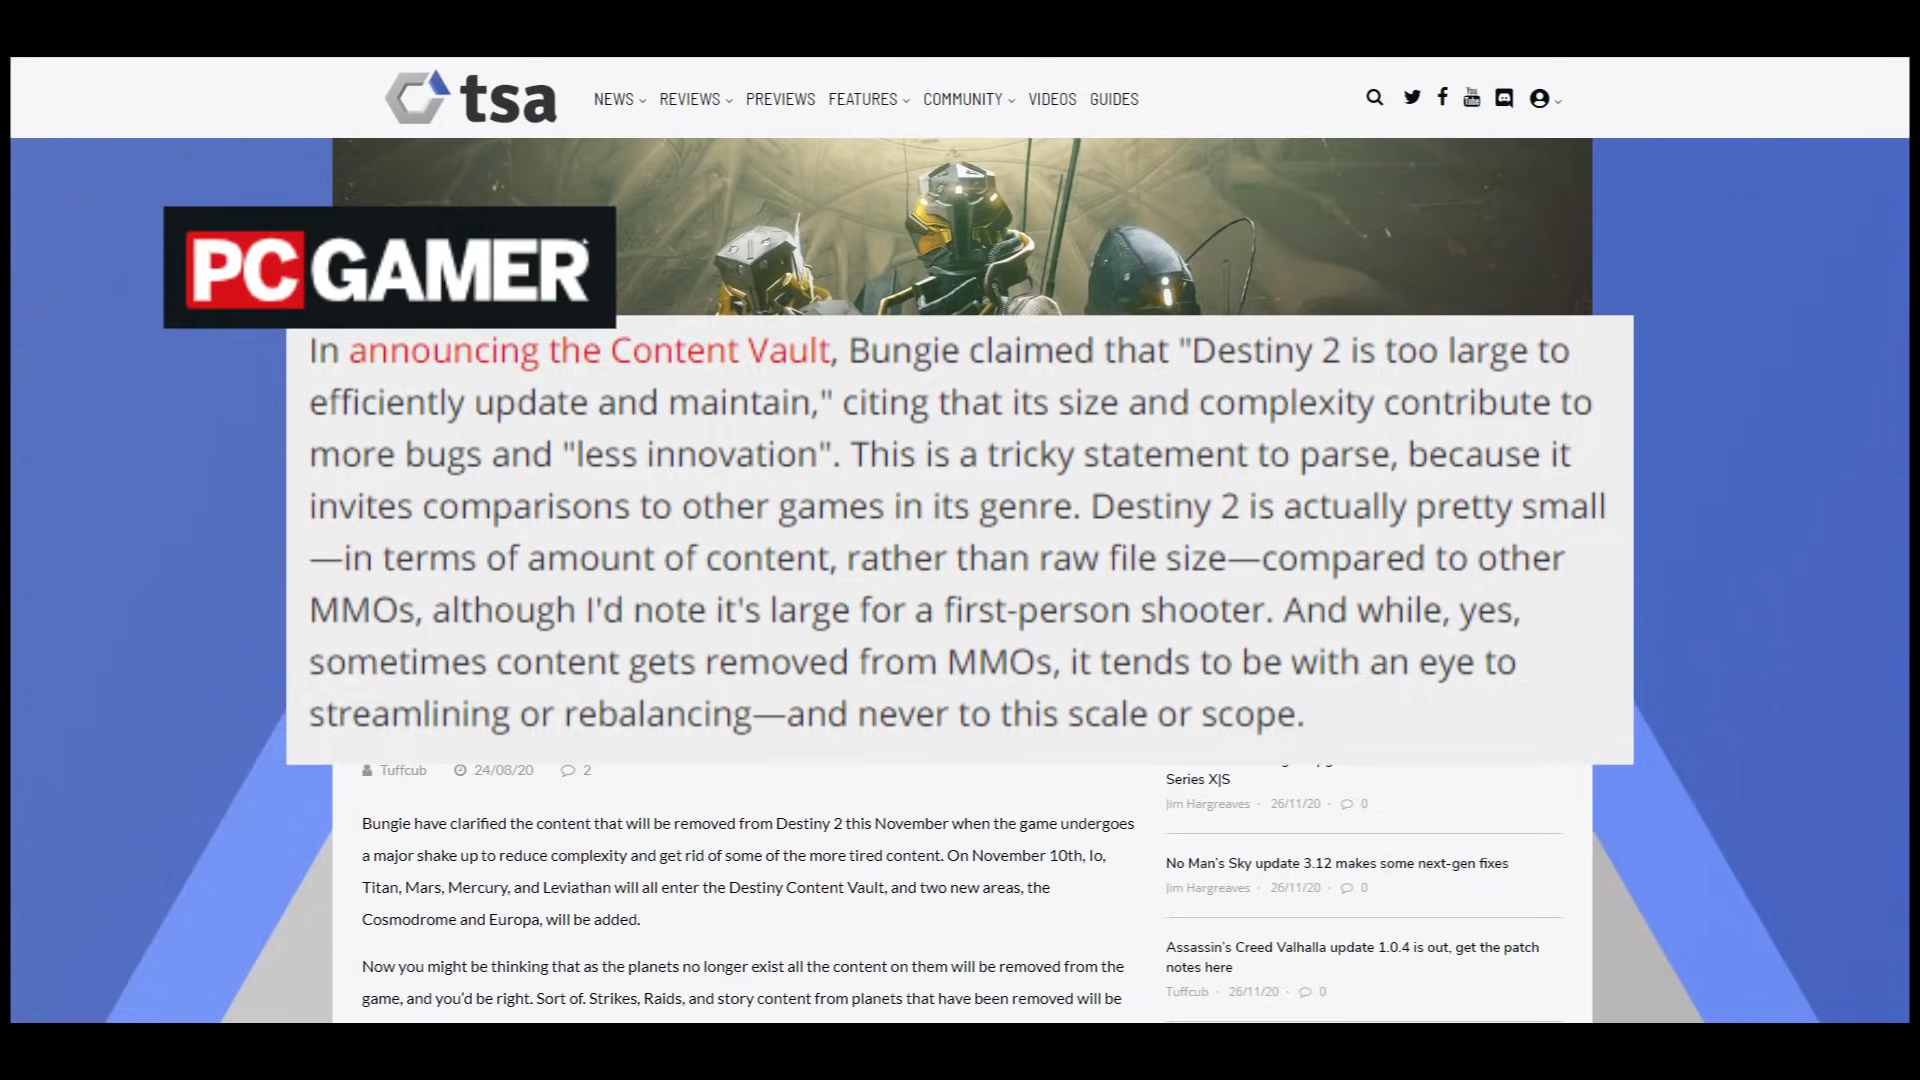 tsa
NEWS REVIEWS PREVIEWS FEATURES COMMUNITY VIDEOS GUIDES
You Tube
PC GAMER
In announcing the Content Vault, Bungie claimed that "Destiny 2 is too large to
efficiently update and maintain," citing that its size and complexity contribute to
more bugs and "less innovation". This is a tricky statement to parse, because it
invites comparisons to other games in its genre. Destiny 2 is actually pretty small
—in terms of amount of content, rather than raw file size—compared to other
MMOs, although I'd note it's large for a first-person shooter. And while, yes,
sometimes content gets removed from MMOs, it tends to be with an eye to
streamlining or rebalancing—and never to this scale or scope.
Tuffcub 24/08/20 2
Bungie have clarified the content that will be removed from Destiny 2 this November when the game undergoes
a major shake up to reduce complexity and get rid of some of the more tired content. On November 10th, Io,
Titan, Mars, Mercury, and Leviathan will all enter the Destiny Content Vault, and two new areas, the
Cosmodrome and Europa, will be added.
Now you might be thinking that as the planets no longer exist all the content on them will be removed from the
game, and you'd be right. Sort of. Strikes, Raids, and story content from planets that have been removed will be
Series X|S
Jim Hargreaves · 26/11/20 · 0
No Man's Sky update 3.12 makes some next-gen fixes
Jim Hargreaves · 26/11/20 · 0
Assassin's Creed Valhalla update 1.0.4 is out, get the patch
notes here
Tuffcub · 26/11/20 · 0